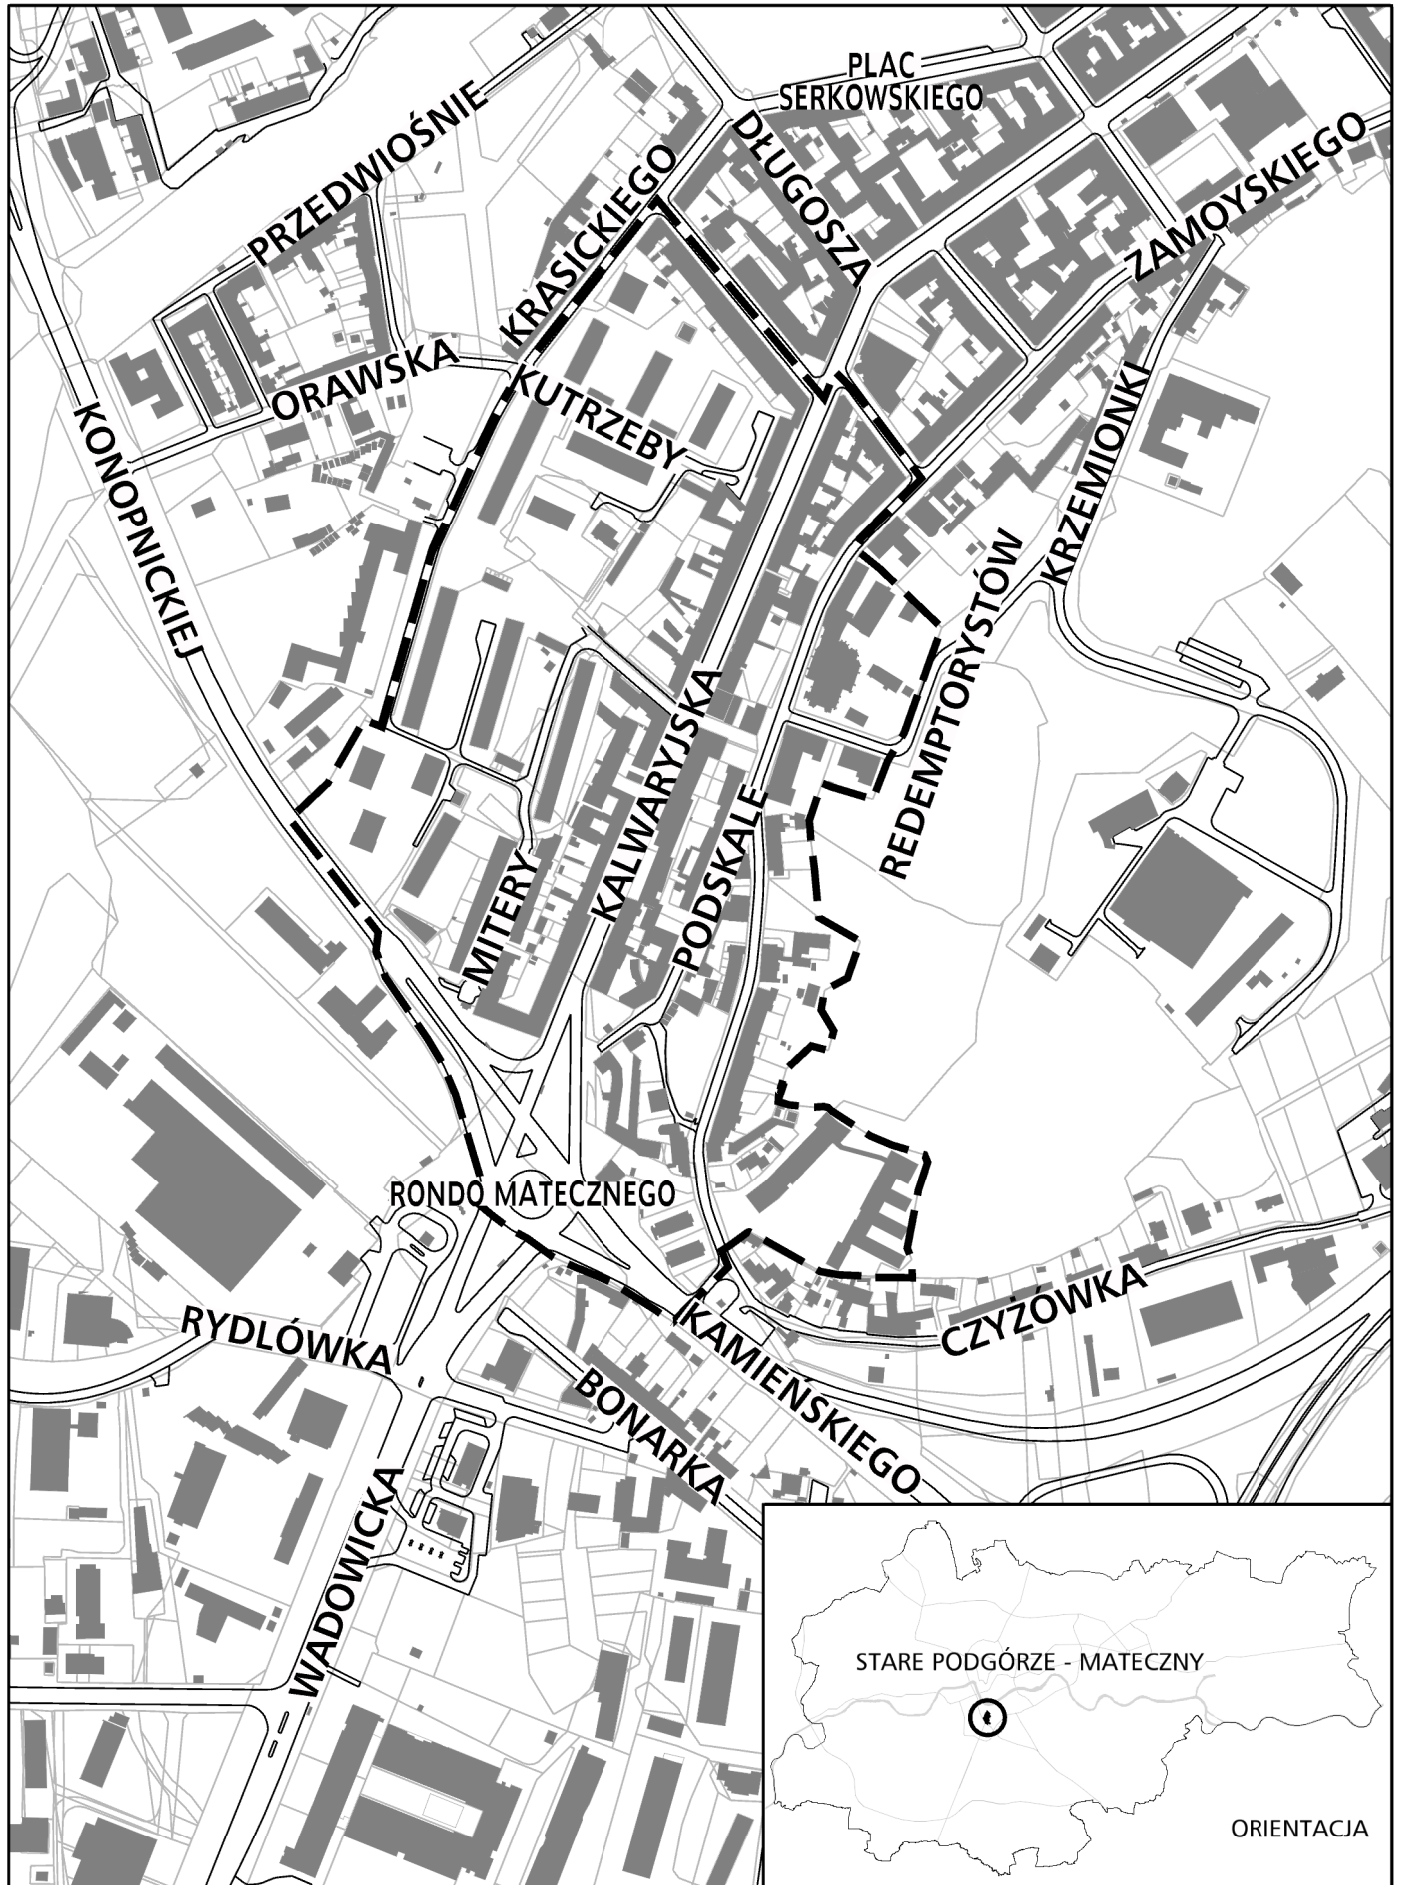 PLAC
SERKOWSKIEGO
PRZEDWIOŚNIE
DŁUGOSZA
ZAMOYSKIEGO
KRASICKIEGO
ORAWSKA
KUTRZEBY
KRZEMIONKI
KONOPNICKIEJ
REDEMPTORYSTÓW
KALWARYJSKA
PODSKALE
MITERY
RONDO MATECZNEGO
RYDLÓWKA
CZYŻÓWKA
KAMIEŃSKIEGO
BONARKA
WADOWICKA
STARE PODGÓRZE - MATECZNY
ORIENTACJA